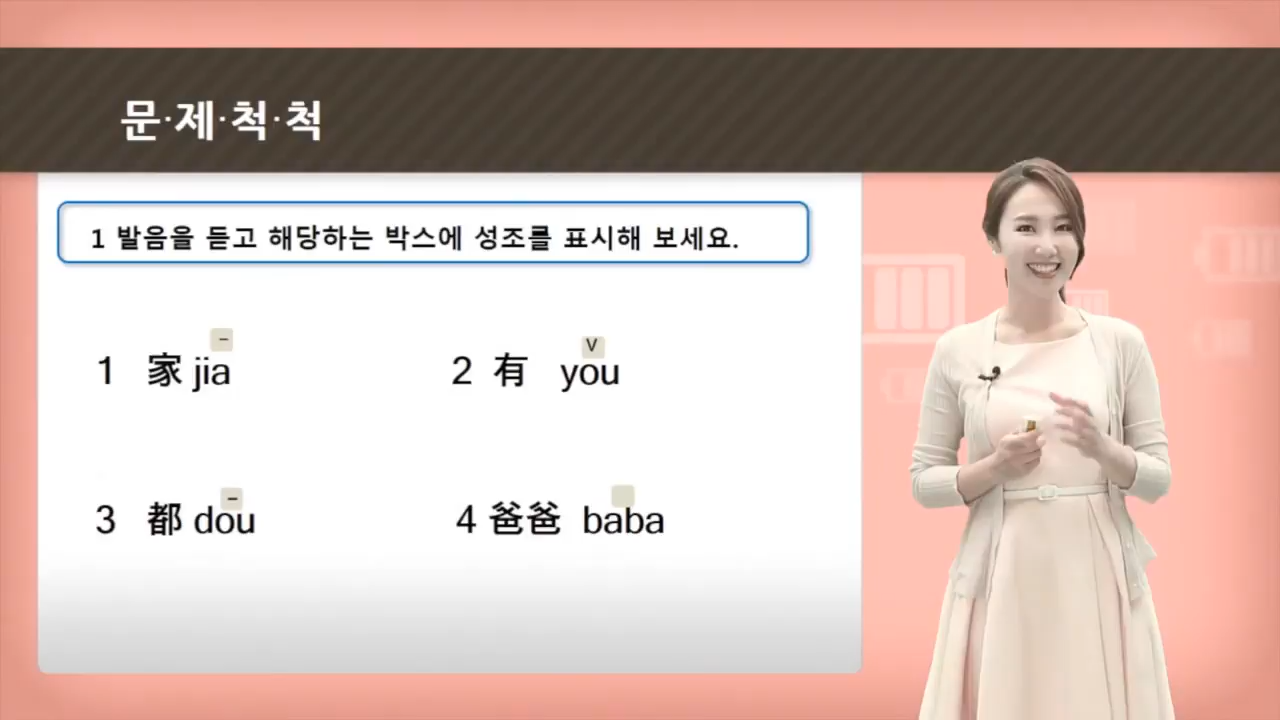 문·제·척·척
1 발음을 듣고 해당하는 박스에 성조를 표시해 보세요.
–
1 家 jia
V
2 有 you
–
3 都 dou
4 爸爸 baba